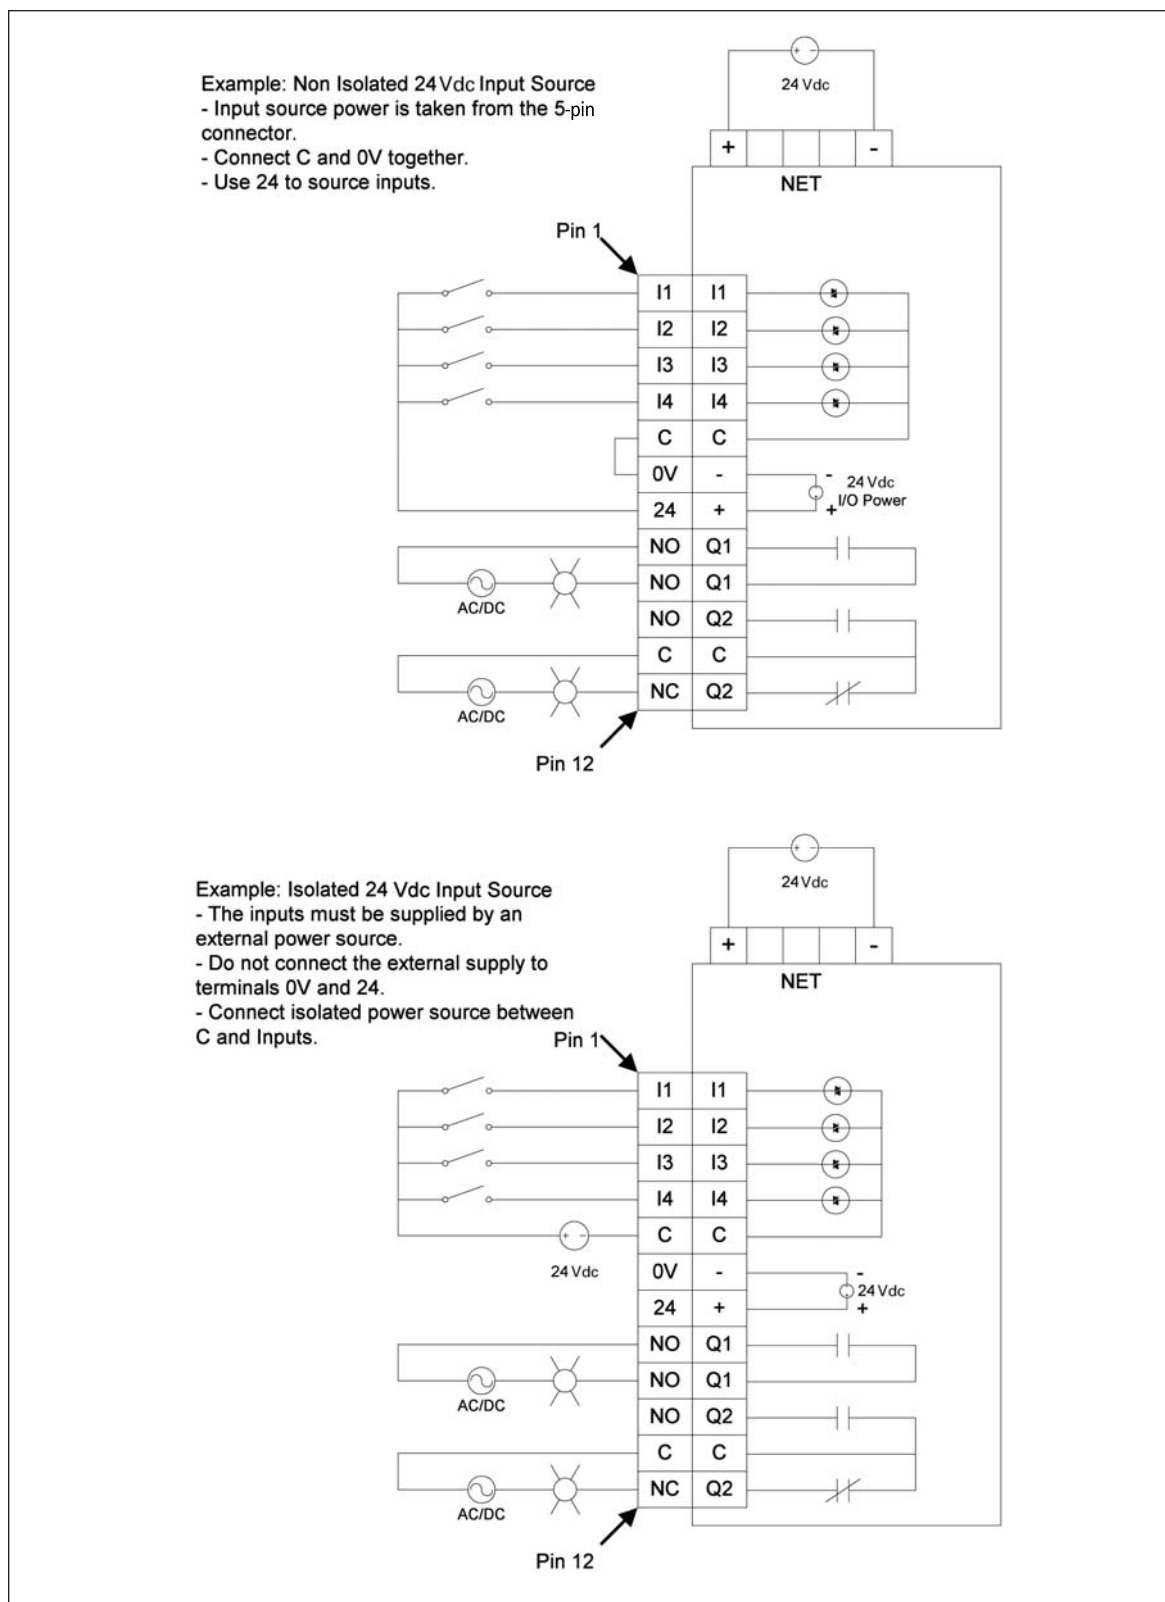 24 Vdc
Example: Non Isolated 24 Vdc Input Source
- Input source power is taken from the 5-pin
connector.
- Connect C and 0V together.
- Use 24 to source inputs.
+ -
NET
Pin 1
I1 I1
I2 I2
I3 I3
I4 I4
C C
0V - - 24 Vdc
24 + + I/O Power
NO Q1
NO Q1
AC/DC
NO Q2
C C
NC Q2
AC/DC
Pin 12
24 Vdc
Example: Isolated 24 Vdc Input Source
- The inputs must be supplied by an
external power source.
- Do not connect the external supply to
terminals 0V and 24.
- Connect isolated power source between
C and Inputs.
+ -
NET
Pin 1
I1 I1
I2 I2
I3 I3
I4 I4
+ - C C
24 Vdc
0V - -
24 Vdc
24 + +
NO Q1
NO Q1
AC/DC
NO Q2
C C
NC Q2
AC/DC
Pin 12